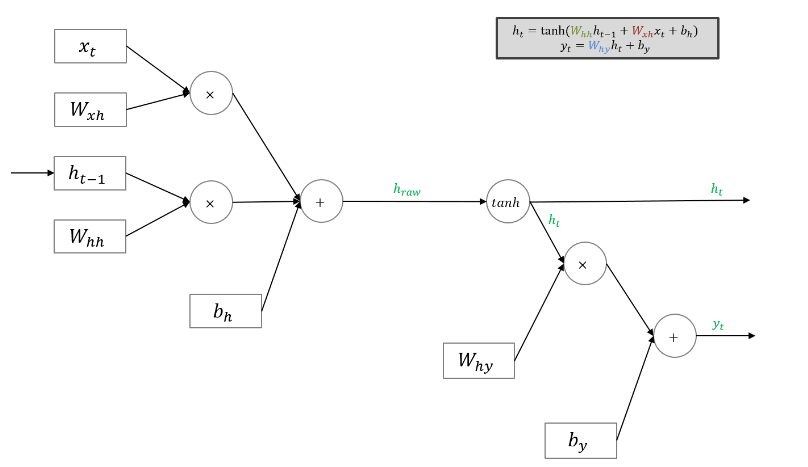 h_t = tanh(W_hh h_{t-1} + W_xh x_t + b_h)
y_t = W_hy h_t + b_y
x_t
×
W_xh
h_{t-1}
×
+
h_raw
tanh
h_t
h_t
W_hh
×
b_h
y_t
+
W_hy
b_y